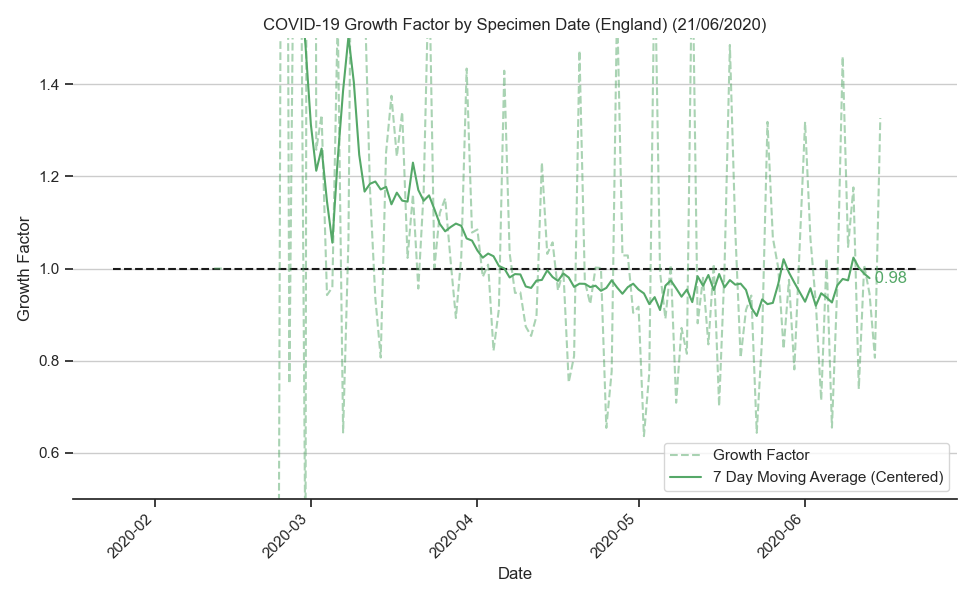 COVID-19 Growth Factor by Specimen Date (England) (21/06/2020)
1.4
1.2
1.0
0.8
0.6
Growth Factor
0.98
Growth Factor
7 Day Moving Average (Centered)
2020-02
2020-03
2020-04
2020-05
2020-06
Date